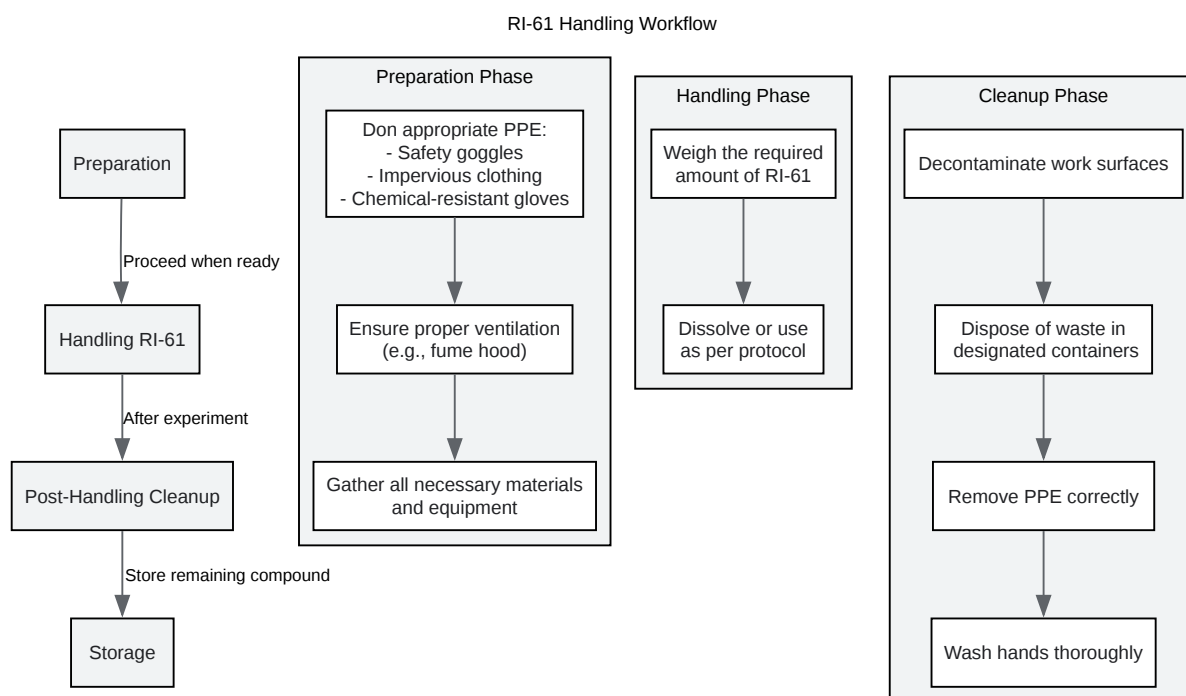 RI-61 Handling Workflow
Preparation
Proceed when ready
Handling RI-61
After experiment
Post-Handling Cleanup
Store remaining compound
Storage
Preparation Phase
Don appropriate PPE:
- Safety goggles
- Impervious clothing
- Chemical-resistant gloves
Ensure proper ventilation
(e.g., fume hood)
Gather all necessary materials
and equipment
Handling Phase
Weigh the required
amount of RI-61
Dissolve or use
as per protocol
Cleanup Phase
Decontaminate work surfaces
Dispose of waste in
designated containers
Remove PPE correctly
Wash hands thoroughly